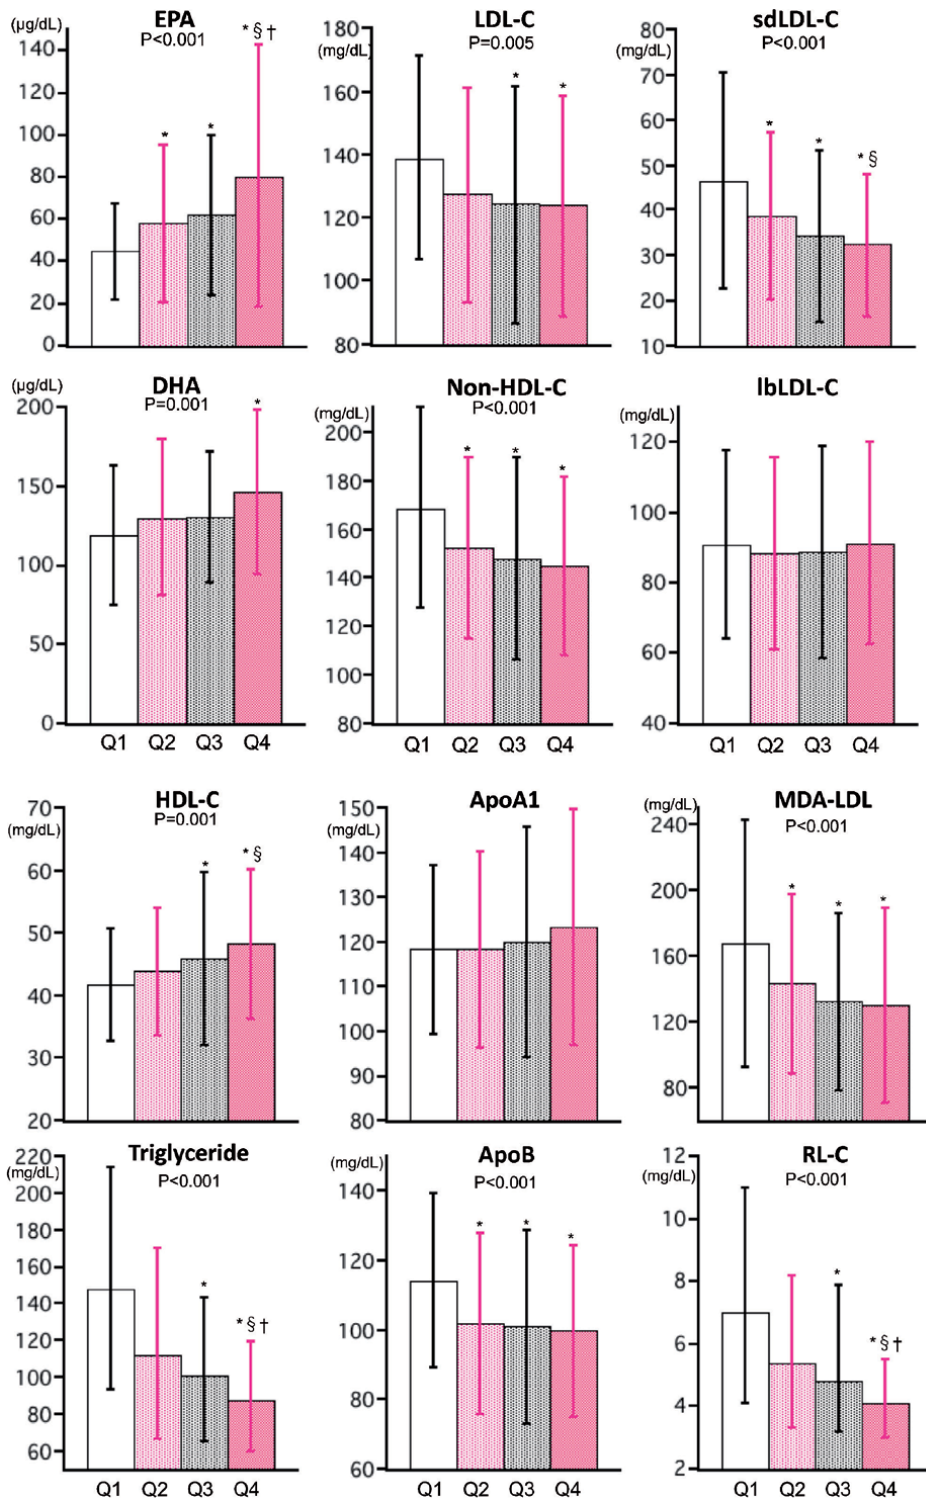 EPA
(µg/dL)
P<0.001
* § †
140
*
*
120
100
80
60
40
20
0
LDL-C
180
P=0.005
(mg/dL)
*
*
160
140
120
100
80
sdLDL-C
80
P<0.001
70
*
*
* §
60
50
40
30
20
10
DHA
(µg/dL)
P=0.001
*
200
150
100
50
0
Q1 Q2 Q3 Q4
Non-HDL-C
(mg/dL)
P<0.001
*
*
*
200
180
160
140
120
100
80
Q1 Q2 Q3 Q4
lbLDL-C
(mg/dL)
120
100
80
60
40
Q1 Q2 Q3 Q4
HDL-C
70
P=0.001
(mg/dL)
*
* §
60
50
40
30
20
ApoA1
150
(mg/dL)
140
130
120
110
100
90
80
MDA-LDL
(mg/dL)
P<0.001
240
*
*
*
200
160
120
80
Triglyceride
220
(mg/dL)
P<0.001
200
180
160
*
140
* § †
120
100
80
60
Q1 Q2 Q3 Q4
ApoB
(mg/dL)
P<0.001
140
*
*
*
120
100
80
60
Q1 Q2 Q3 Q4
RL-C
12
(mg/dL)
P<0.001
10
*
8
* § †
6
4
2
Q1 Q2 Q3 Q4